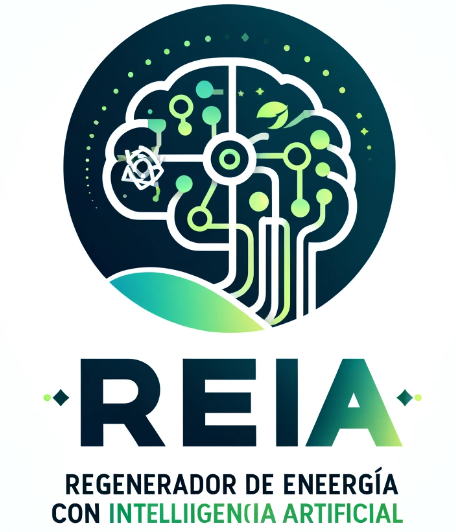 REIA
REGENERADOR DE ENEERGÍA
CON INTELLIIGEN(IA ARTIFICIAL